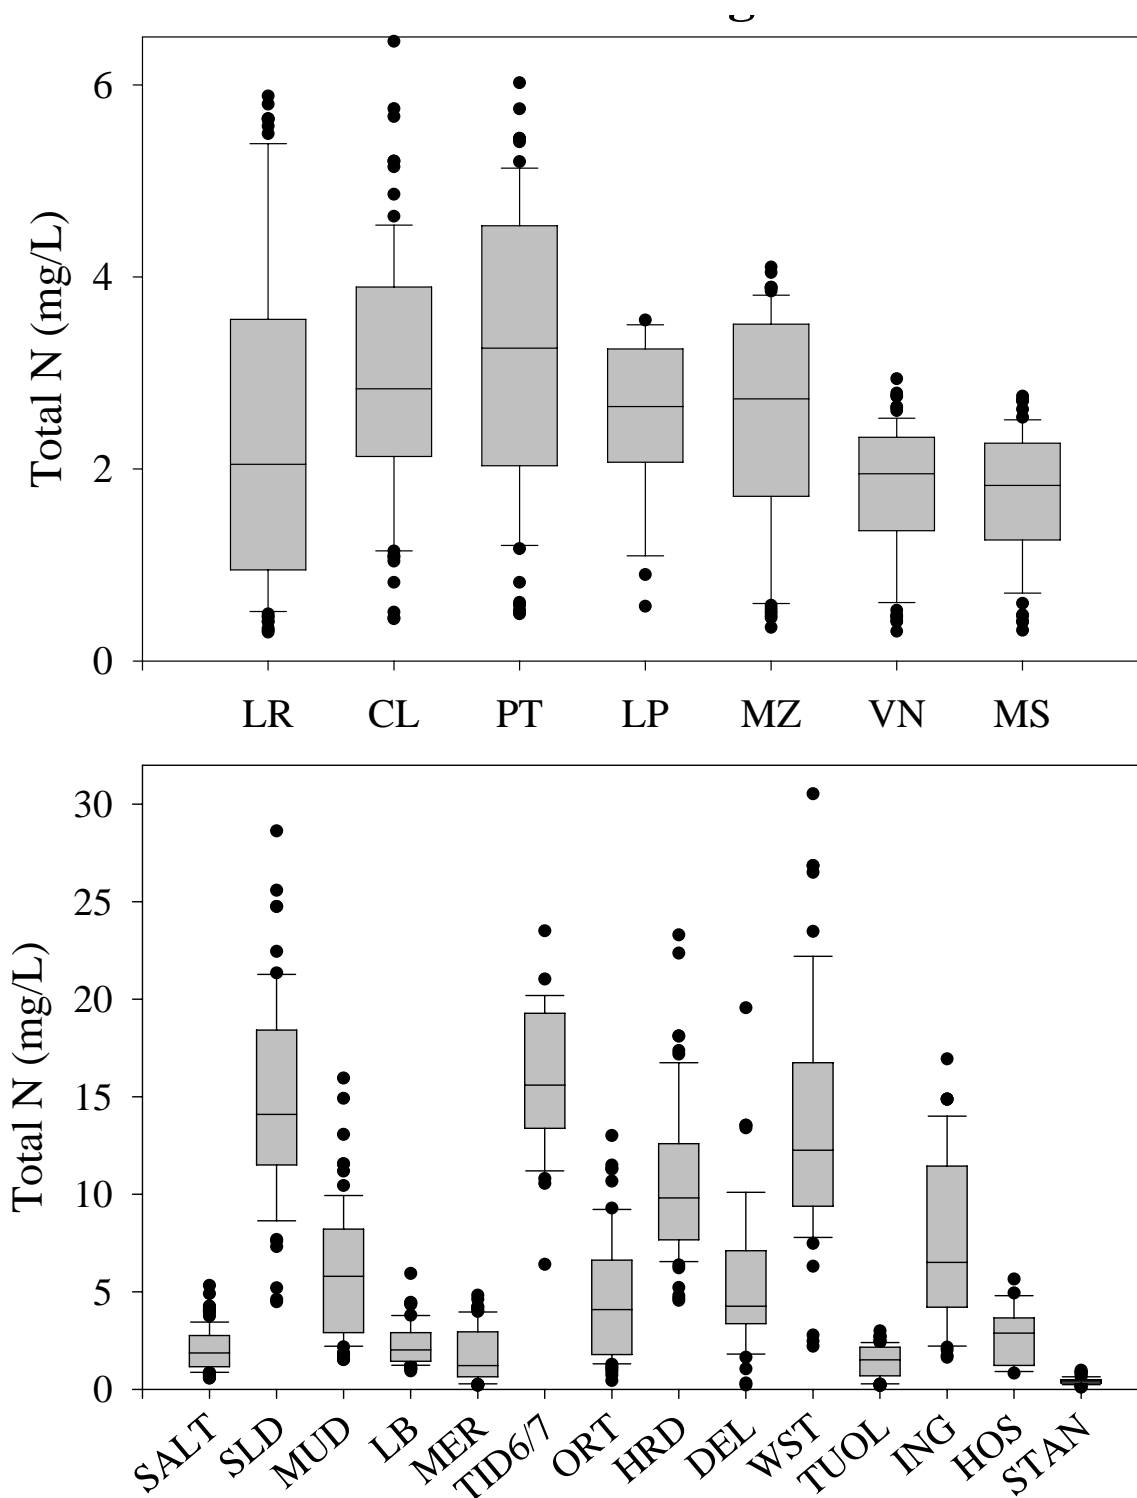 Total N (mg/L)
6
4
2
0
LR CL PT LP MZ VN MS
Total N (mg/L)
30
25
20
15
10
5
0
SALT SLD MUD LB MER TID6/7 ORT HRD DEL WST TUOL ING HOS STAN